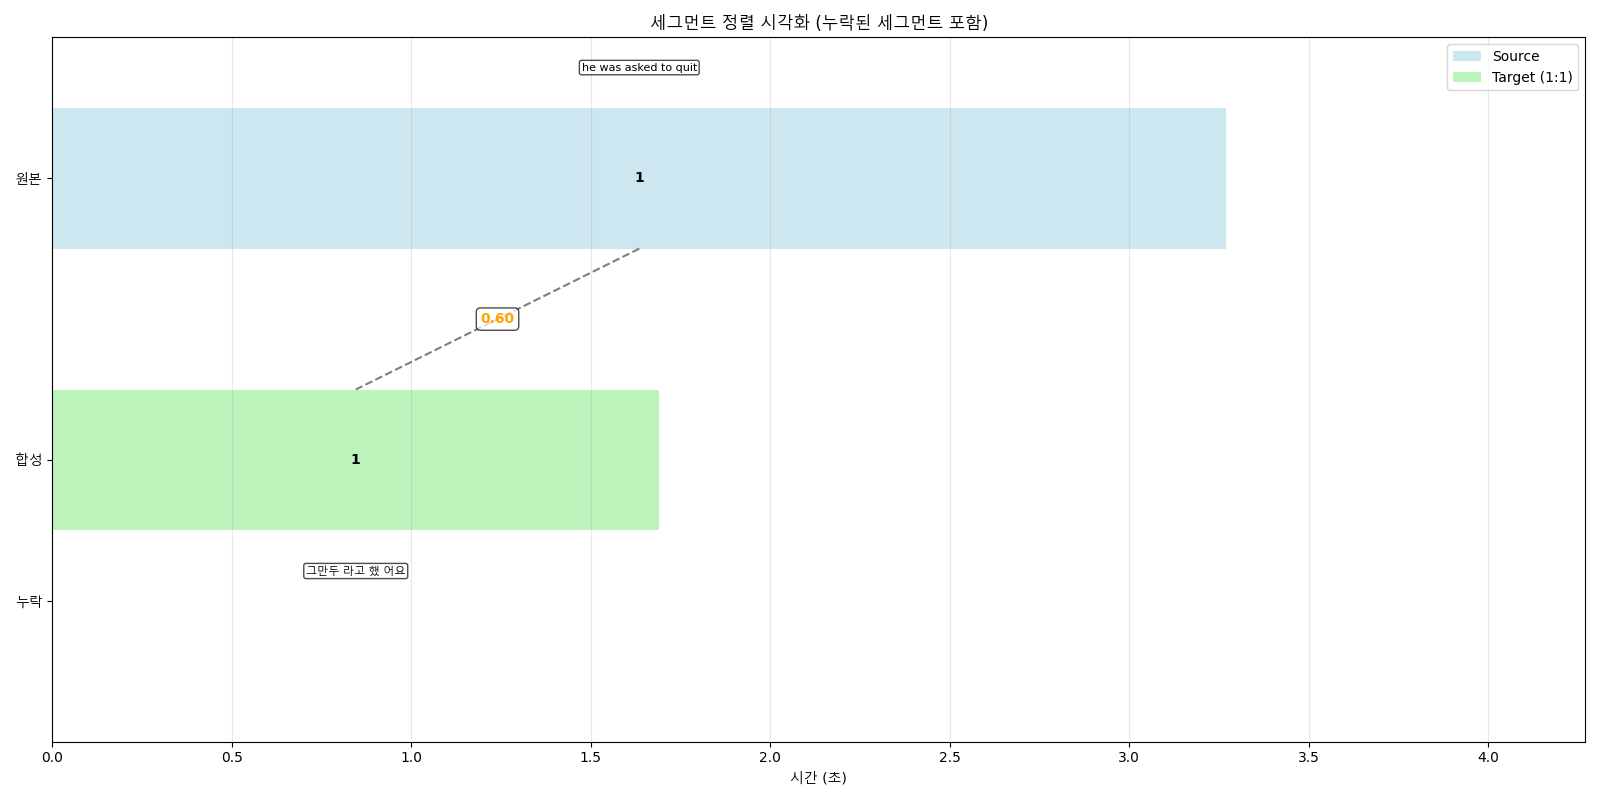 세그먼트 정렬 시각화 (누락된 세그먼트 포함)
he was asked to quit
Source
Target (1:1)
원본
1
0.60
합성
1
그만두 라고 했 어요
누락
0.0 0.5 1.0 1.5 2.0 2.5 3.0 3.5 4.0
시간 (초)